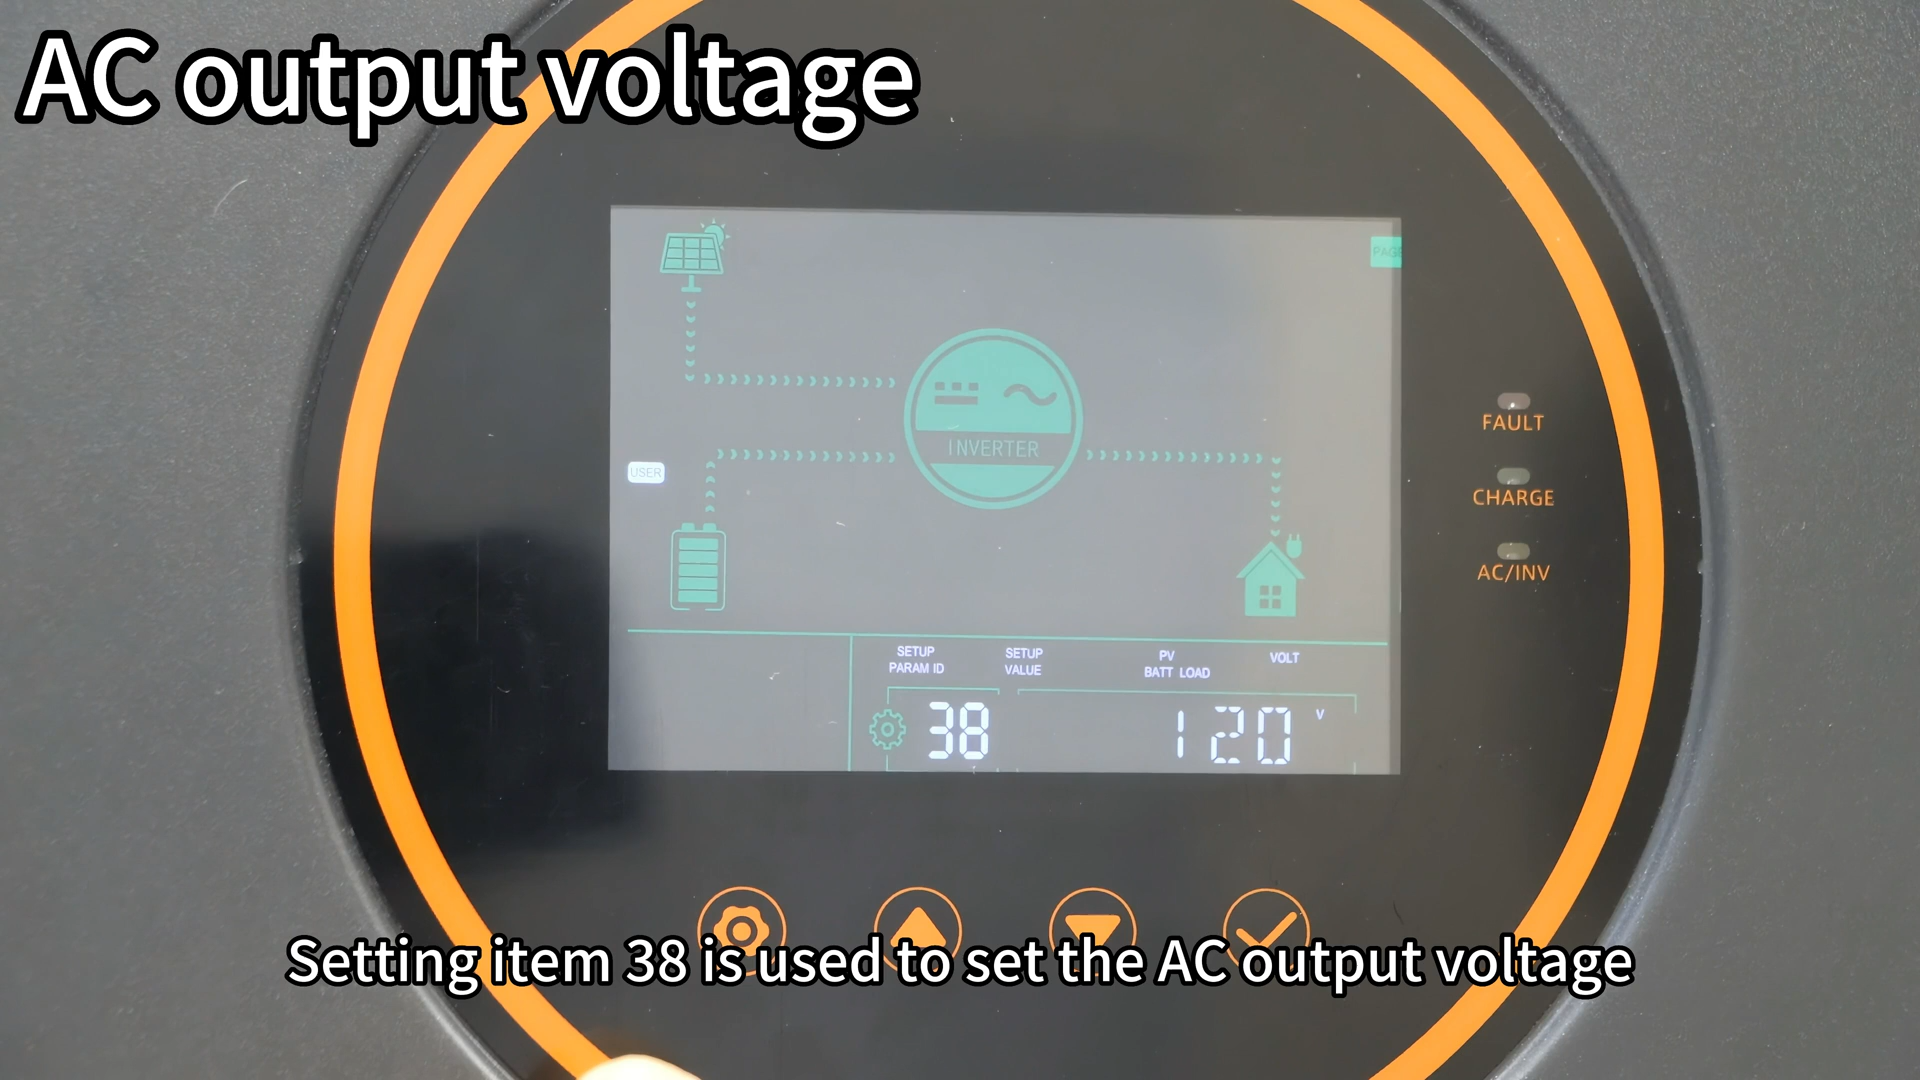 AC output voltage
PAGE
INVERTER
USER
FAULT
CHARGE
AC/INV
SETUP PARAM ID
SETUP VALUE
PV
BATT LOAD
VOLT
38
120 V
Setting item 38 is used to set the AC output voltage